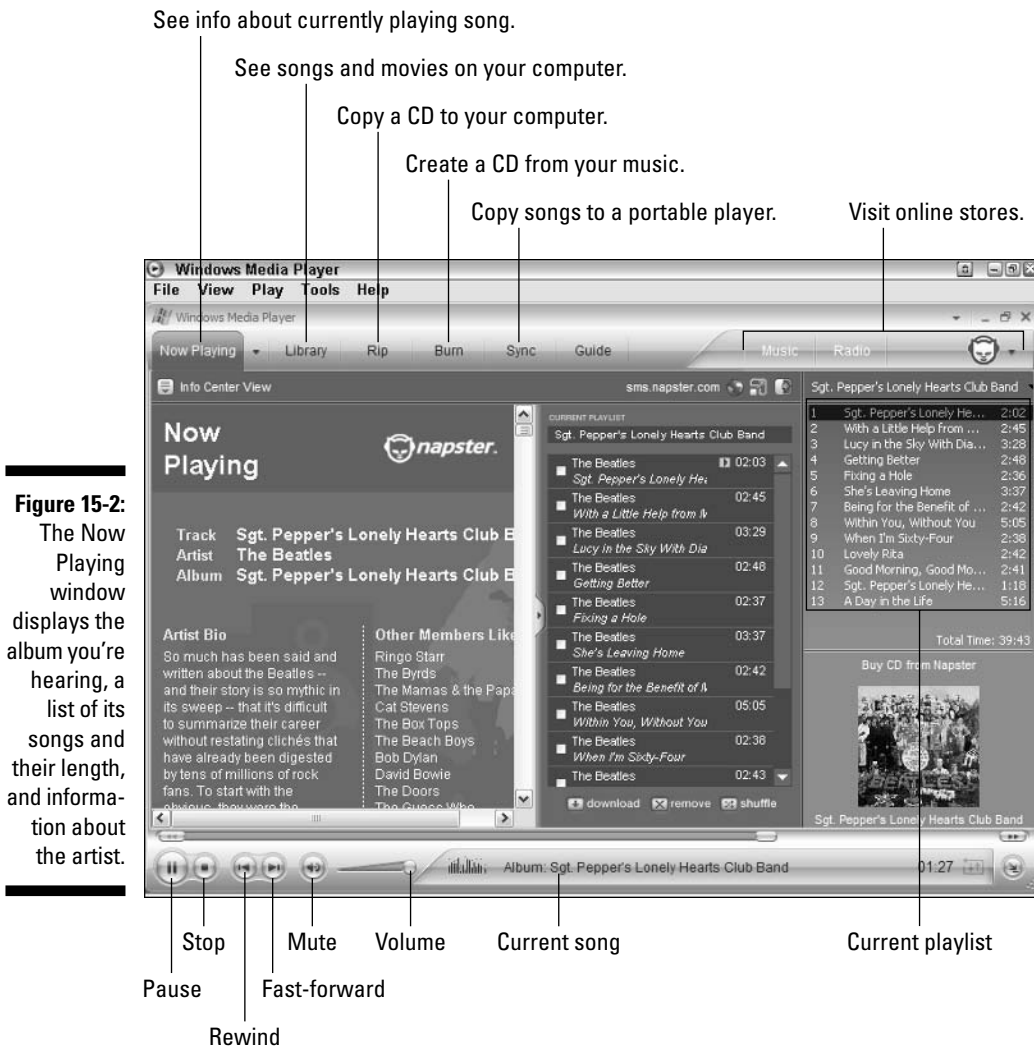 See info about currently playing song.
See songs and movies on your computer.
Copy a CD to your computer.
Create a CD from your music.
Copy songs to a portable player.
Visit online stores.
Windows Media Player
File View Play Tools Help
Windows Media Player
Now Playing Library Rip Burn Sync Guide Music Radio
Info Center View
sms.napster.com
Sgt. Pepper's Lonely Hearts Club Band
Now
Playing
napster.
Track Sgt. Pepper's Lonely Hearts Club B
Artist The Beatles
Album Sgt. Pepper's Lonely Hearts Club B
Artist Bio
So much has been said and
written about the Beatles --
and their story is so mythic in
its sweep -- that it's difficult
to summarize their career
without restating clichés that
have already been digested
by tens of millions of rock
fans. To start with the
obvious, they were the
Other Members Like
Ringo Starr
The Byrds
The Mamas & the Papa
Cat Stevens
The Box Tops
The Beach Boys
Bob Dylan
David Bowie
The Doors
The Guess Who
CURRENT PLAYLIST
Sgt. Pepper's Lonely Hearts Club Band
The Beatles 02:03
Sgt. Pepper's Lonely Hea
The Beatles 02:45
With a Little Help from M
The Beatles 03:29
Lucy in the Sky With Dia
The Beatles 02:48
Getting Better
The Beatles 02:37
Fixing a Hole
The Beatles 03:37
She's Leaving Home
The Beatles 02:42
Being for the Benefit of M
The Beatles 05:05
Within You, Without You
The Beatles 02:38
When I'm Sixty-Four
The Beatles 02:43
download remove shuffle
1 Sgt. Pepper's Lonely He... 2:02
2 With a Little Help from ... 2:45
3 Lucy in the Sky With Dia... 3:28
4 Getting Better 2:48
5 Fixing a Hole 2:36
6 She's Leaving Home 3:37
7 Being for the Benefit of ... 2:42
8 Within You, Without You 5:05
9 When I'm Sixty-Four 2:38
10 Lovely Rita 2:42
11 Good Morning, Good Mo... 2:41
12 Sgt. Pepper's Lonely He... 1:18
13 A Day in the Life 5:16
Total Time: 39:43
Buy CD from Napster
BEATLES
Sgt. Pepper's Lonely Hearts Club Band
Album: Sgt. Pepper's Lonely Hearts Club Band
01:27
Figure 15-2:
The Now
Playing
window
displays the
album you're
hearing, a
list of its
songs and
their length,
and informa-
tion about
the artist.
Stop
Mute
Volume
Current song
Current playlist
Pause
Fast-forward
Rewind